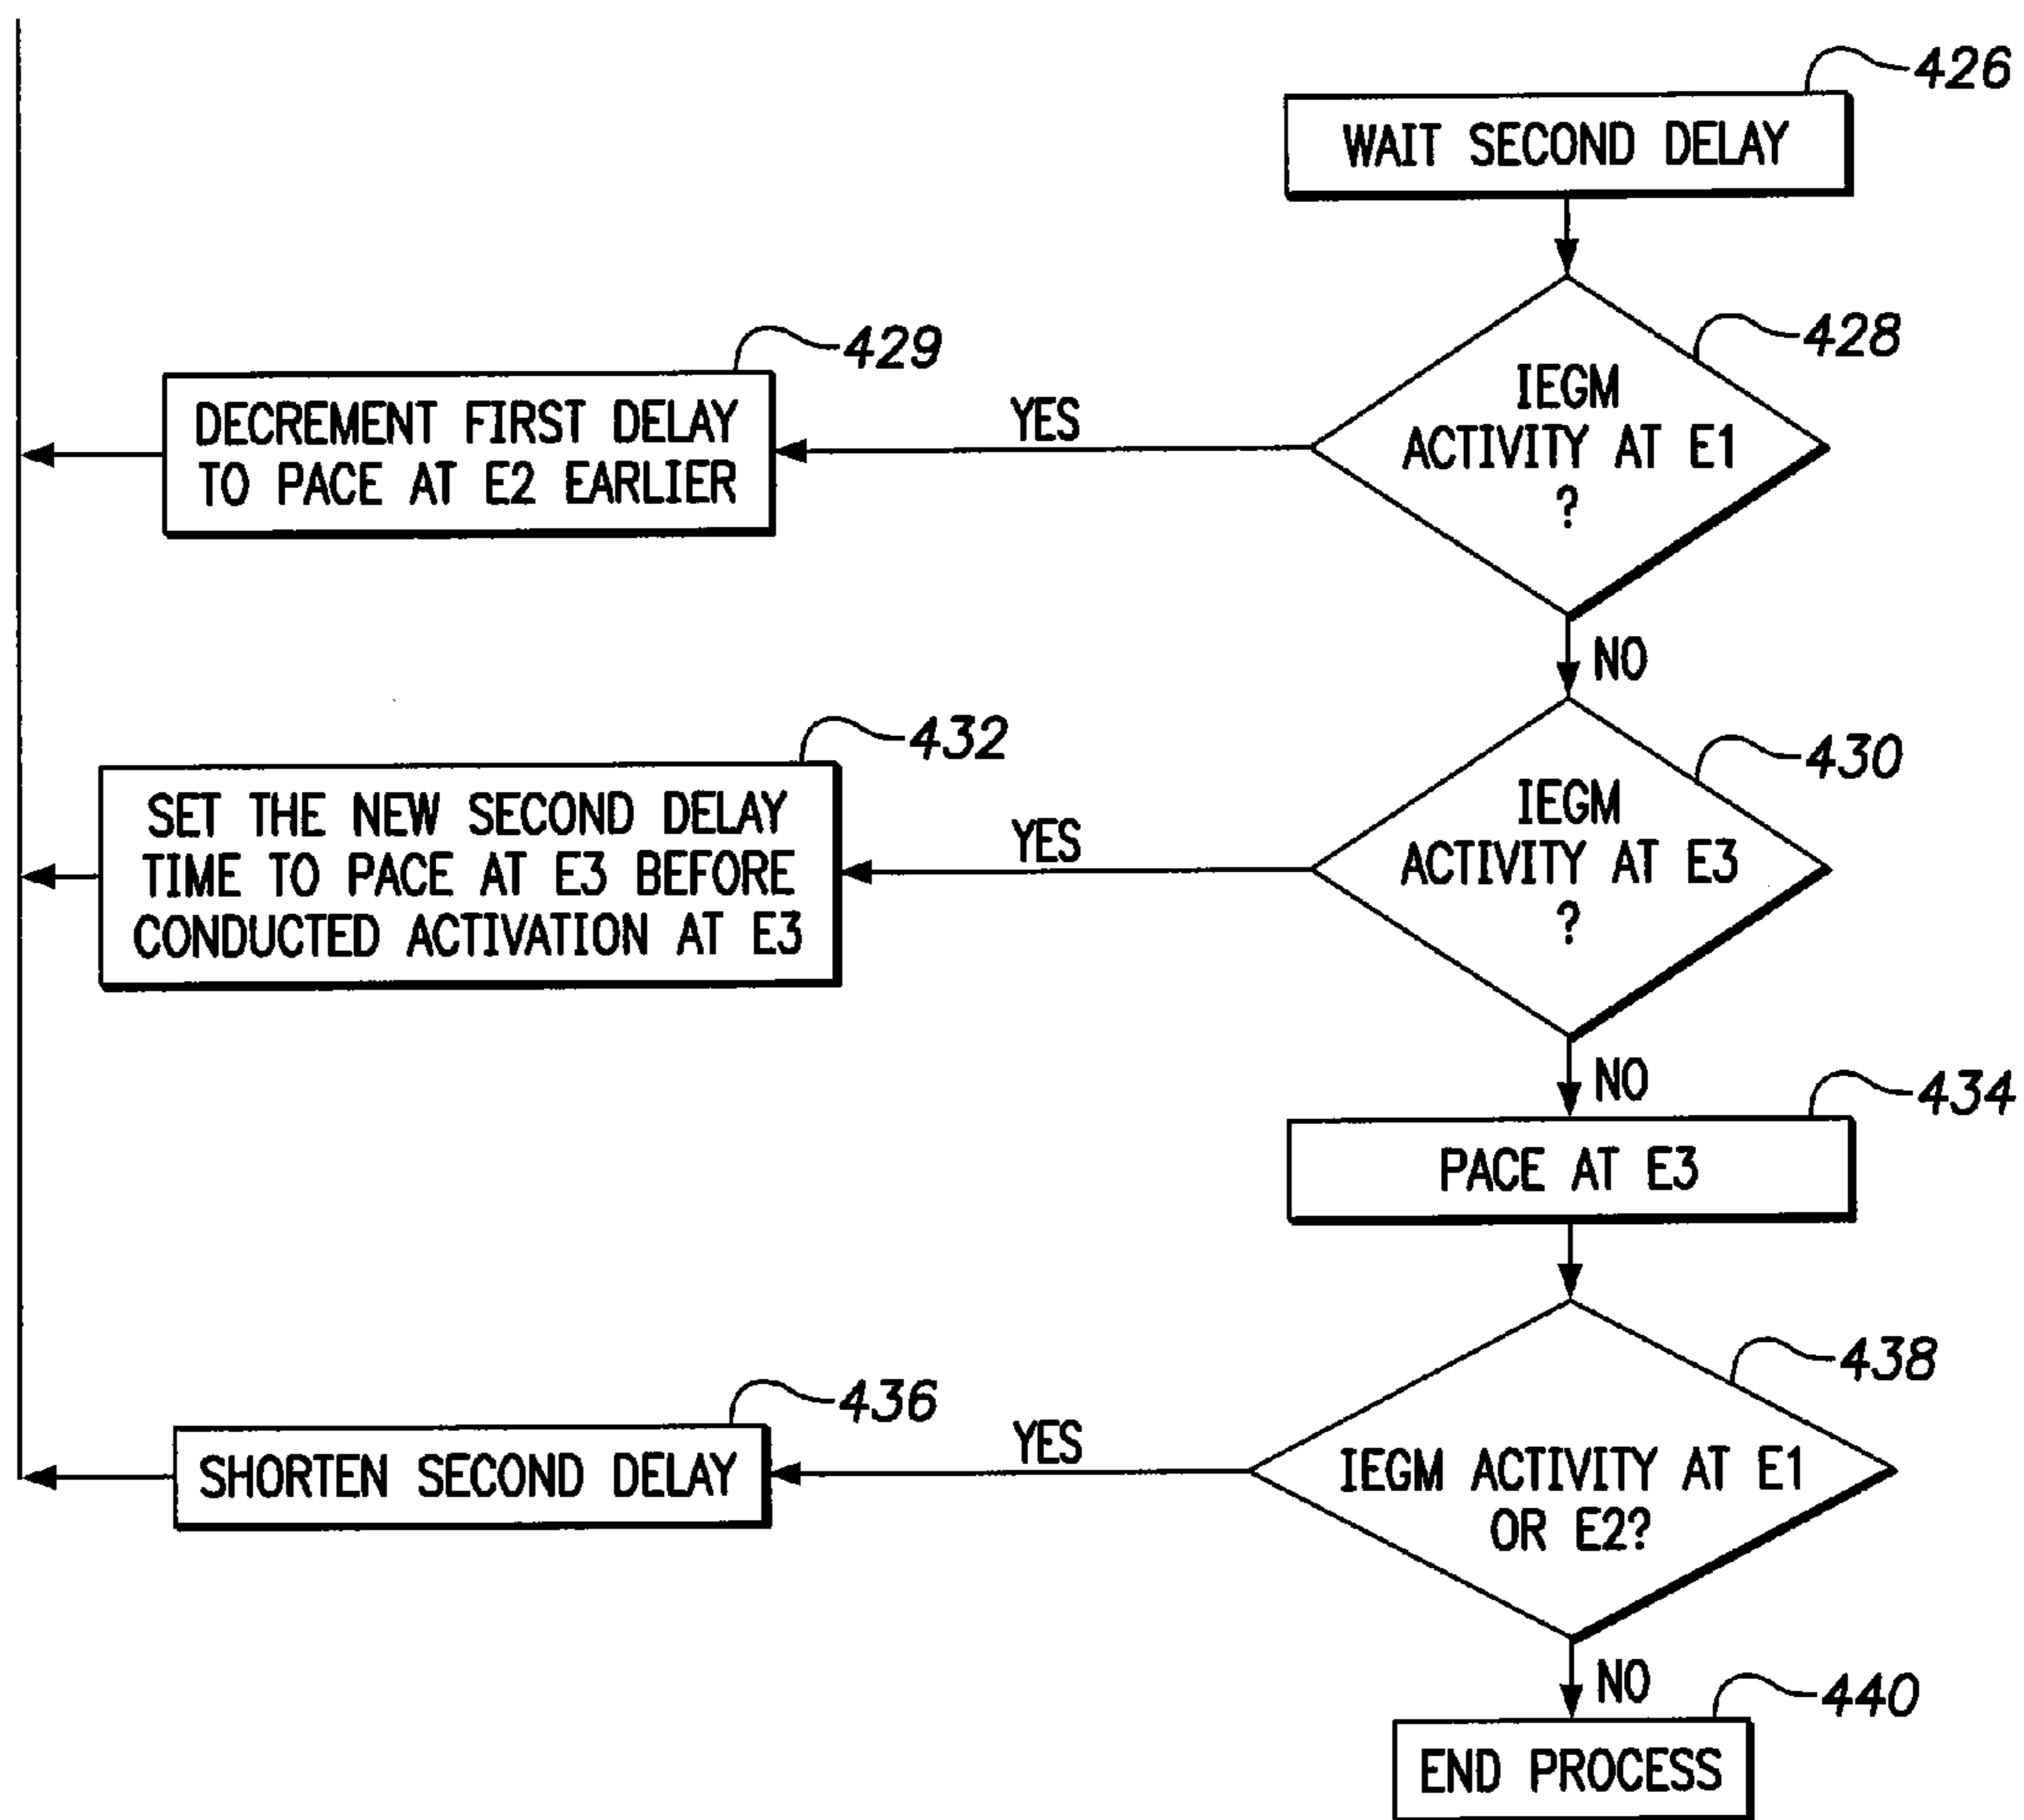 426
WAIT SECOND DELAY
428
IEGM
ACTIVITY AT E1
?
YES
429
DECREMENT FIRST DELAY
TO PACE AT E2 EARLIER
NO
430
IEGM
ACTIVITY AT E3
?
YES
432
SET THE NEW SECOND DELAY
TIME TO PACE AT E3 BEFORE
CONDUCTED ACTIVATION AT E3
NO
434
PACE AT E3
438
IEGM ACTIVITY AT E1
OR E2?
YES
436
SHORTEN SECOND DELAY
NO
440
END PROCESS